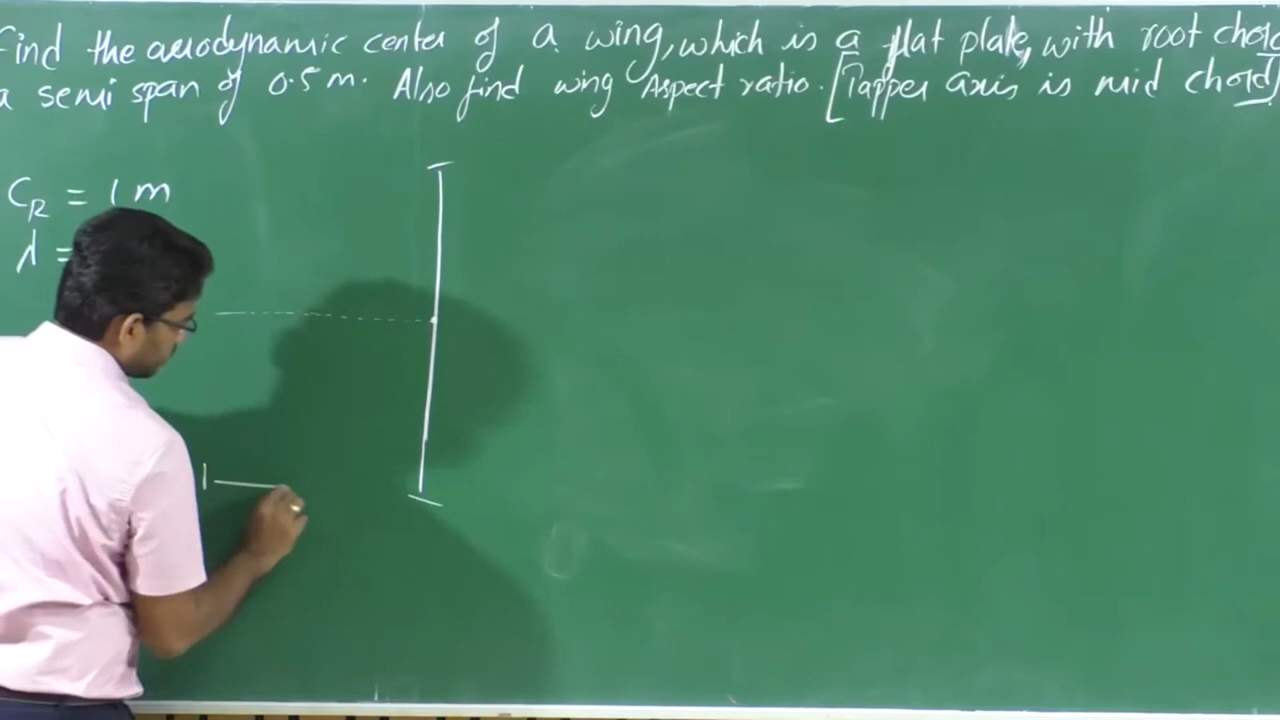 Find the aerodynamic center of a wing, which is a flat plate, with root chord
a semi span of 0.5 m. Also find wing Aspect ratio. [Tapper axis is mid chord]
C_R = 1 m
λ =